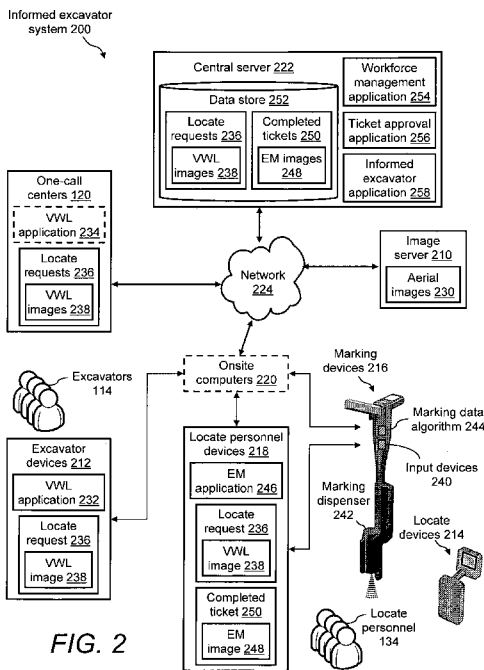 Informed excavator
system 200
Central server 222
Data store 252
Locate
requests 236
VWL
images 238
Completed
tickets 250
EM images
248
Workforce
management
application 254
Ticket approval
application 256
Informed
excavator
application 258
One-call
centers 120
VWL
application 234
Locate
requests 236
VWL
images 238
Network
224
Image
server 210
Aerial
images 230
Onsite
computers 220
Excavators
114
Marking
devices 216
Marking data
algorithm 244
Input devices
240
Marking
dispenser
242
Locate
devices 214
Excavator
devices 212
VWL
application 232
Locate
request 236
VWL
image 238
Locate personnel
devices 218
EM
application 246
Locate
request 236
VWL
image 238
Completed
ticket 250
EM
image 248
Locate
personnel
134
FIG. 2